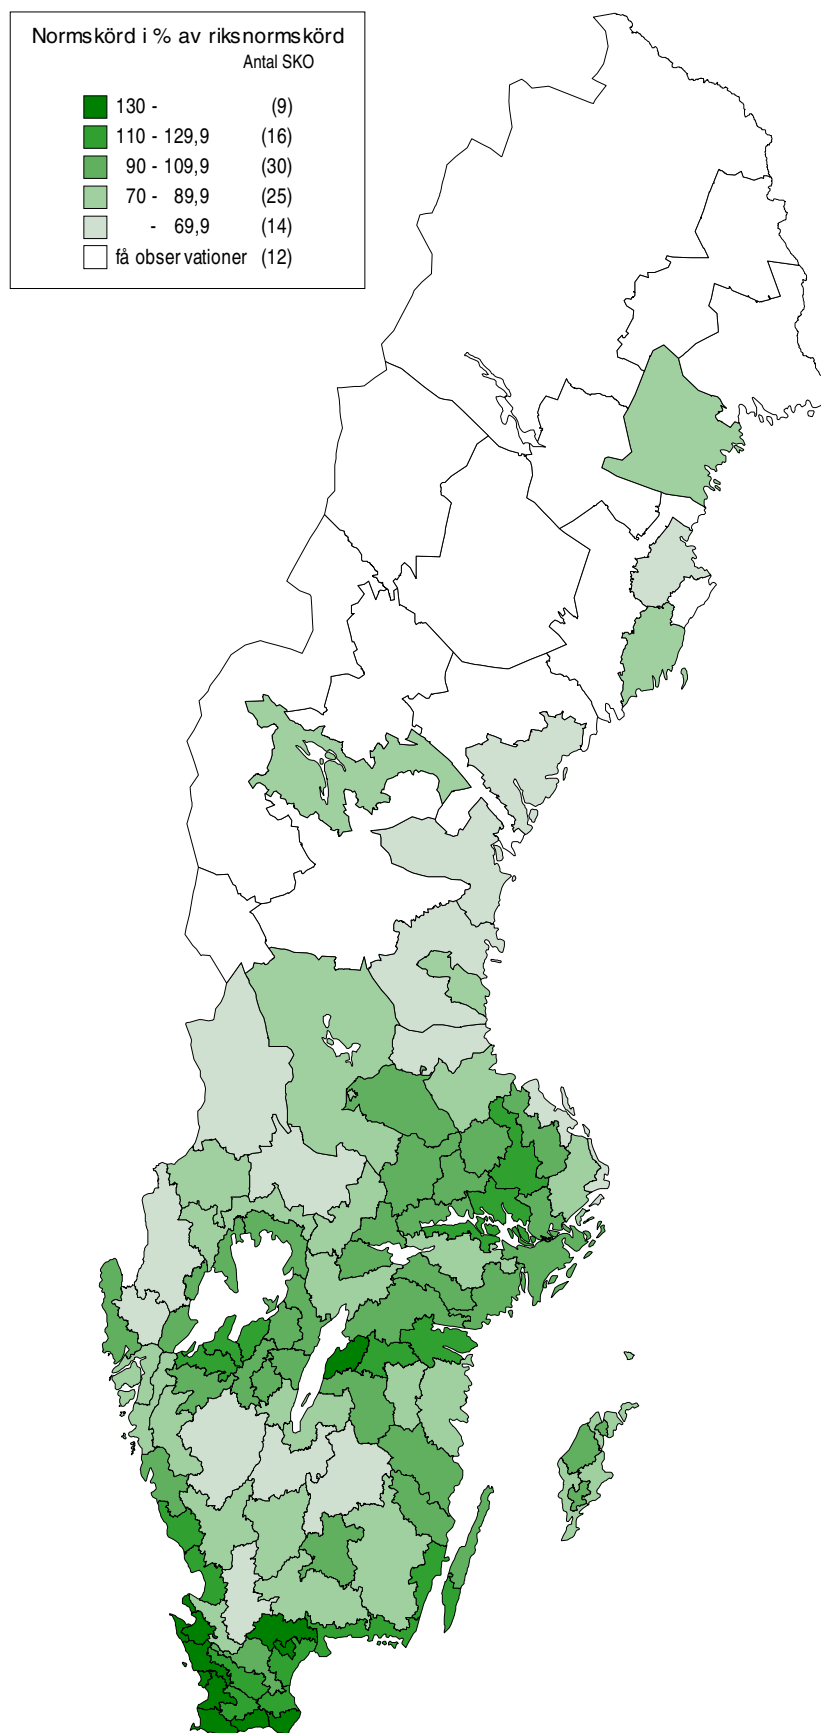 Normskörd i % av riksnormskörd
Antal SKO
130 - (9)
110 - 129,9 (16)
90 - 109,9 (30)
70 - 89,9 (25)
- 69,9 (14)
få observationer (12)